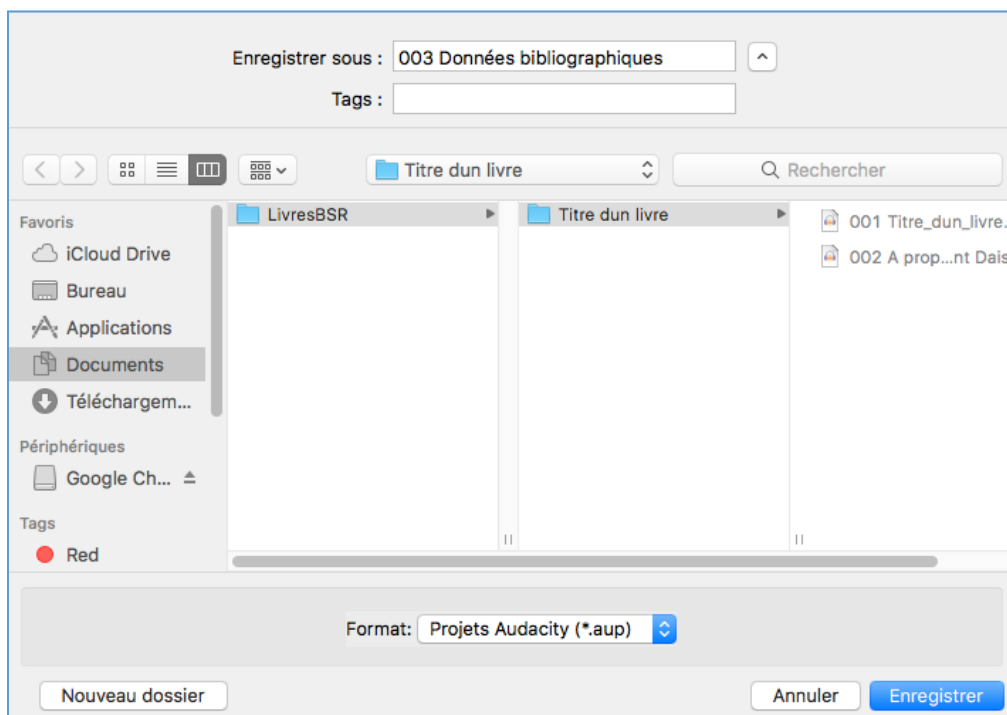 Enregistrer sous : 003 Données bibliographiques
Tags :
Titre dun livre
Rechercher
Favoris
iCloud Drive
Bureau
Applications
Documents
Téléchargem...
Périphériques
Google Ch...
Tags
Red
LivresBSR
Titre dun livre
001 Titre_dun_livre.
002 A prop...nt Dais
Format: Projets Audacity (*.aup)
Nouveau dossier
Annuler
Enregistrer